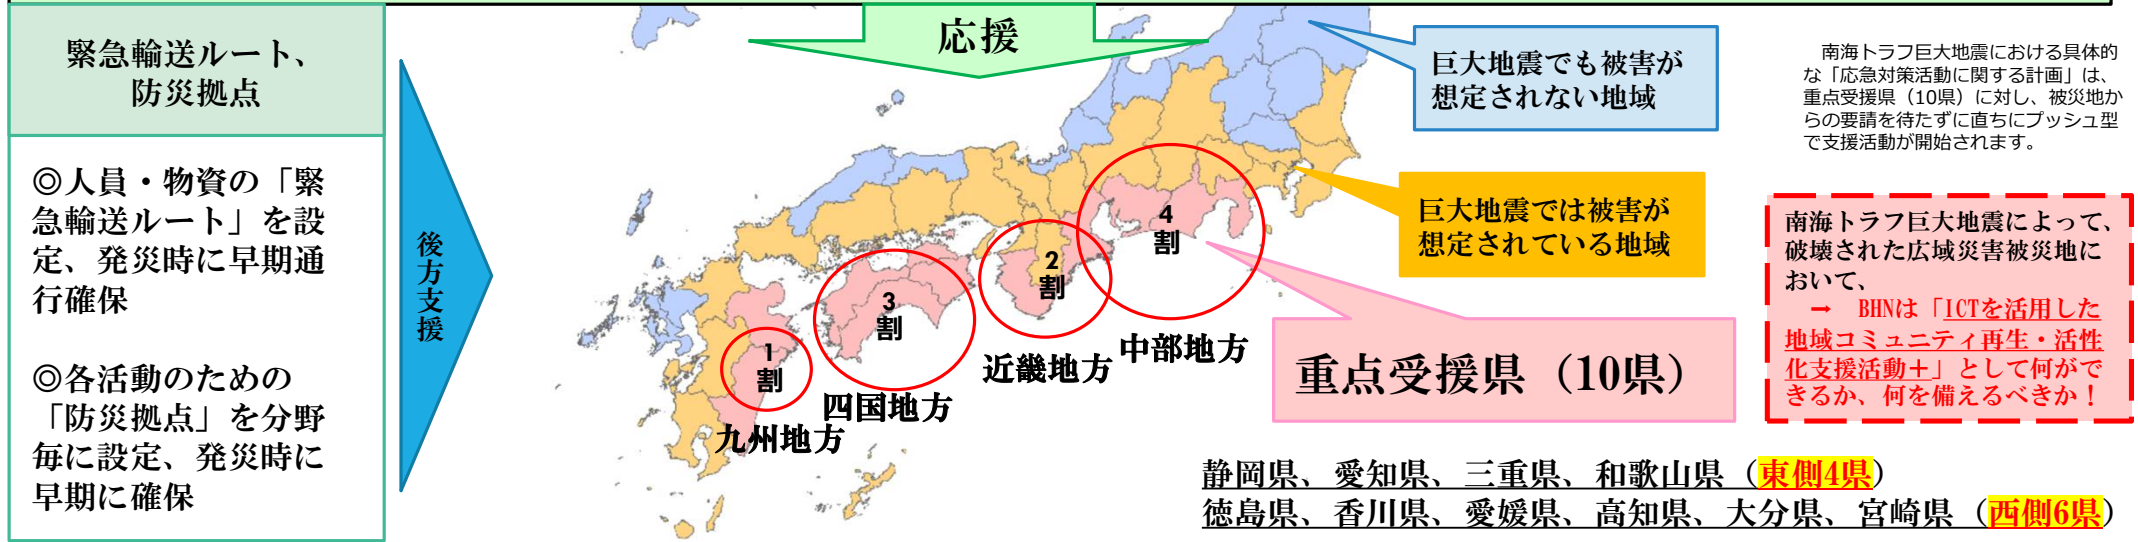 応援
緊急輸送ルート、
防災拠点
◎人員・物資の「緊
急輸送ルート」を設
定、発災時に早期通
行確保
◎各活動のための
「防災拠点」を分野
毎に設定、発災時に
早期に確保
後方支援
巨大地震でも被害が
想定されない地域
巨大地震では被害が
想定されている地域
4
割
2
割
3
割
1
割
中部地方
近畿地方
四国地方
九州地方
重点受援県（10県）
静岡県、愛知県、三重県、和歌山県（東側4県）
徳島県、香川県、愛媛県、高知県、大分県、宮崎県（西側6県）
南海トラフ巨大地震における具体的
な「応急対策活動に関する計画」は、
重点受援県（10県）に対し、被災地か
らの要請を待たずに直ちにプッシュ型
で支援活動が開始されます。
南海トラフ巨大地震によって、
破壊された広域災害被災地に
おいて、
→ BHNは「ICTを活用した
地域コミュニティ再生・活性
化支援活動＋」として何がで
きるか、何を備えるべきか！